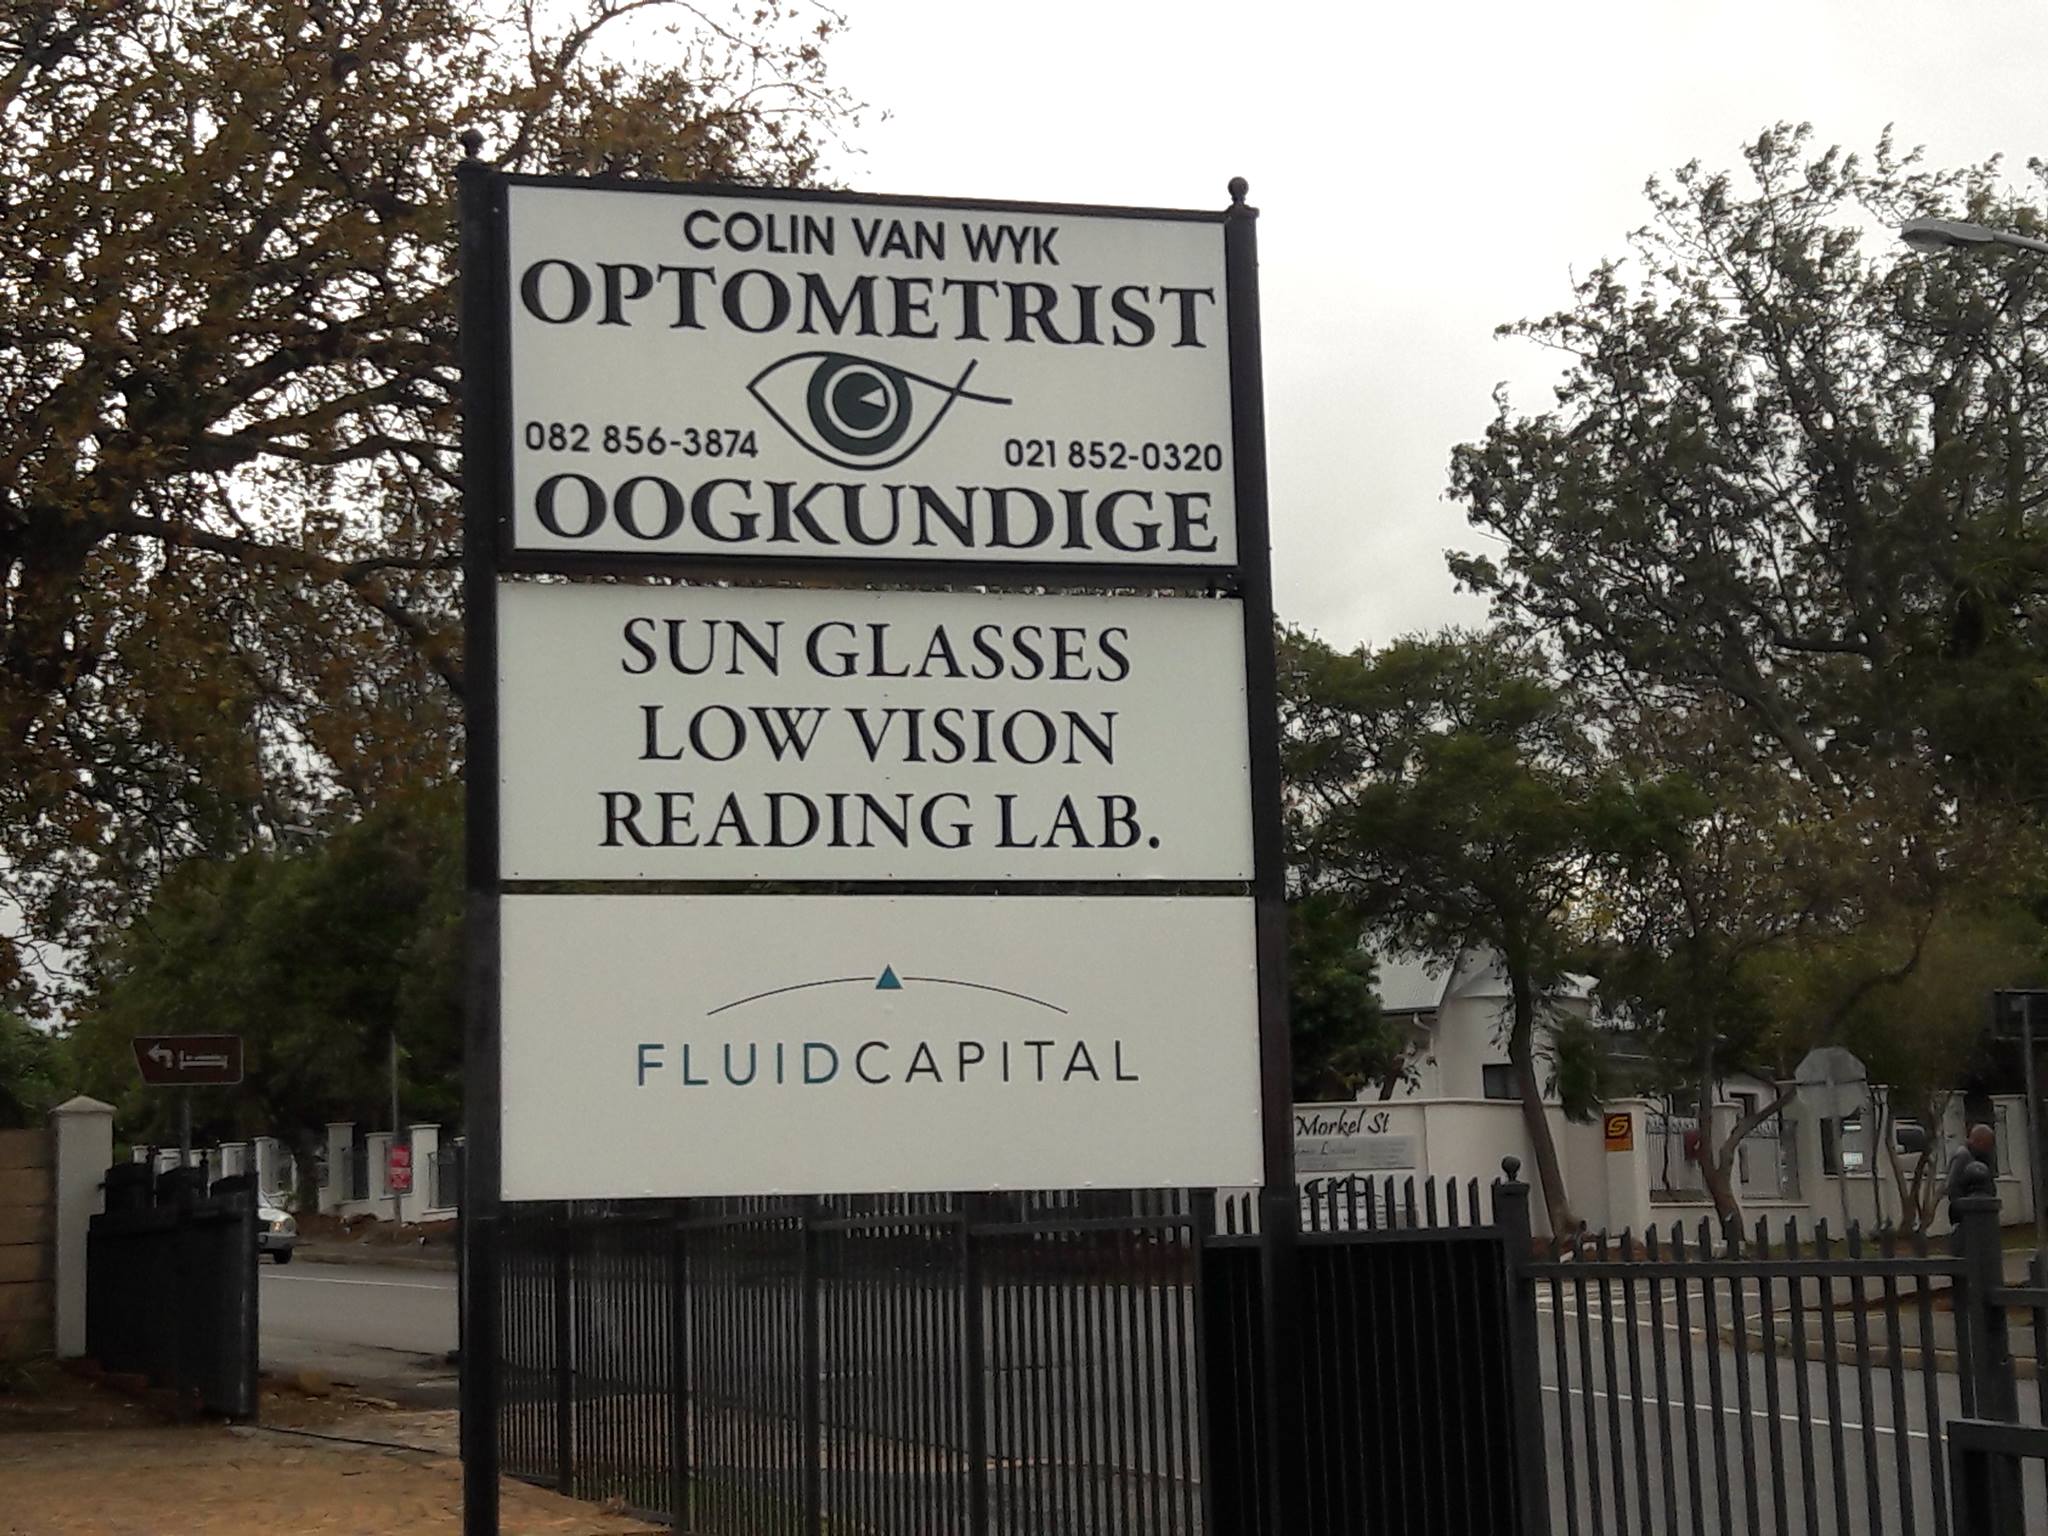 COLIN VAN WYK
OPTOMETRIST
082 856-3874
021 852-0320
OOGKUNDIGE
SUN GLASSES
LOW VISION
READING LAB.
FLUIDCAPITAL
Morkel St